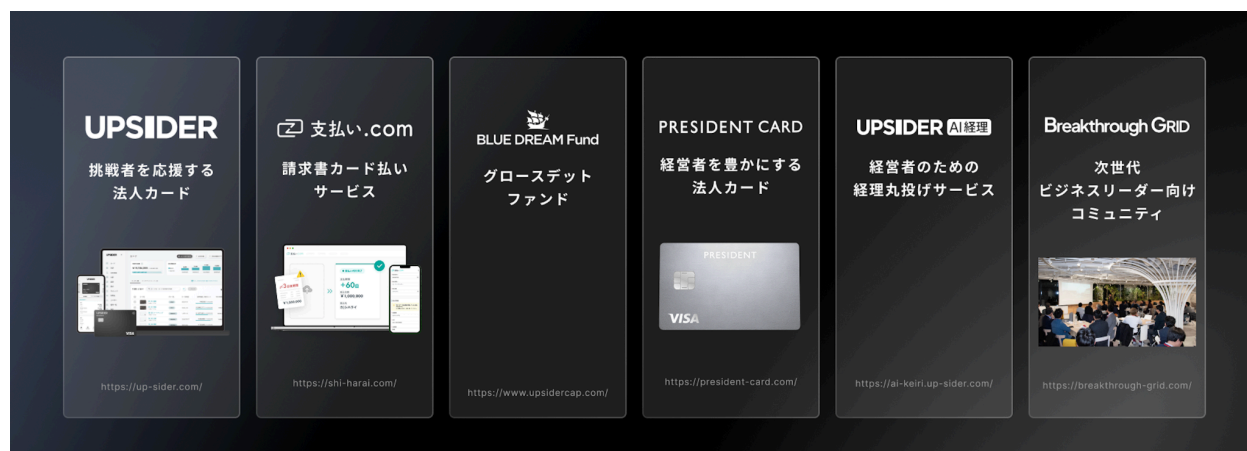 UPSIDER
挑戦者を応援する
法人カード
https://up-sider.com/
支払い.com
請求書カード払い
サービス
+60日
¥1,000,000
https://shi-harai.com/
BLUE DREAM Fund
グロースデット
ファンド
https://www.upsidercap.com/
PRESIDENT CARD
経営者を豊かにする
法人カード
PRESIDENT
VISA
https://president-card.com/
UPSIDER AI経理
経営者のための
経理丸投げサービス
https://ai-keiri.up-sider.com/
Breakthrough GRID
次世代
ビジネスリーダー向け
コミュニティ
https://breakthrough-grid.com/